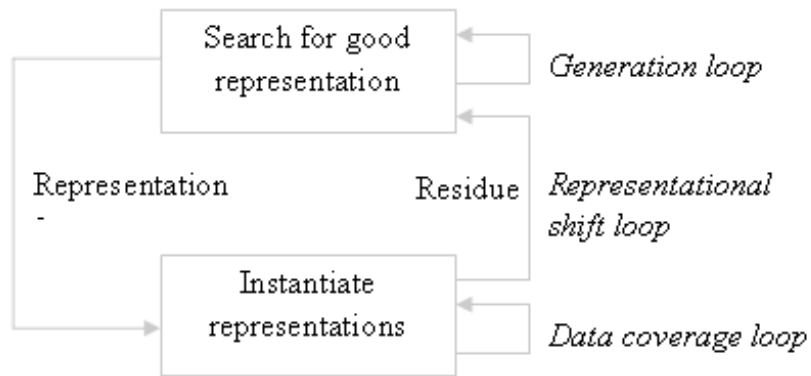 Search for good
representation
Generation loop
Representation
-
Residue
Representational
shift loop
Instantiate
representations
Data coverage loop